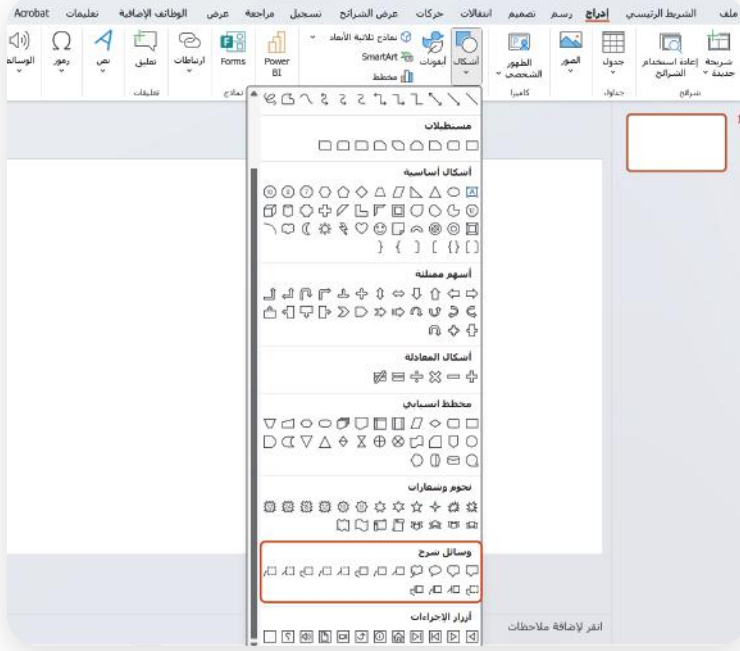 ملف الشريط الرئيسي إدراج رسم تصميم انتقالات حركات عرض الشرائح تسجيل مراجعة عرض الوظائف الإضافية تعليمات Acrobat
شريحة جديدة
إعادة استخدام الشرائح
جدول
الصور
الظهور الشخصي
أشكال
أيقونات
نماذج ثلاثية الأبعاد
SmartArt
مخطط
Power BI
Forms
ارتباطات
تعليق
نص
رموز
شرائح
جداول
كاميرا
نماذج
تعليقات
مستطيلات
أشكال أساسية
أسهم ممتلئة
أشكال المعادلة
مخطط انسيابي
نجوم وشعارات
وسائل شرح
أزرار الإجراءات
انقر لإضافة ملاحظات